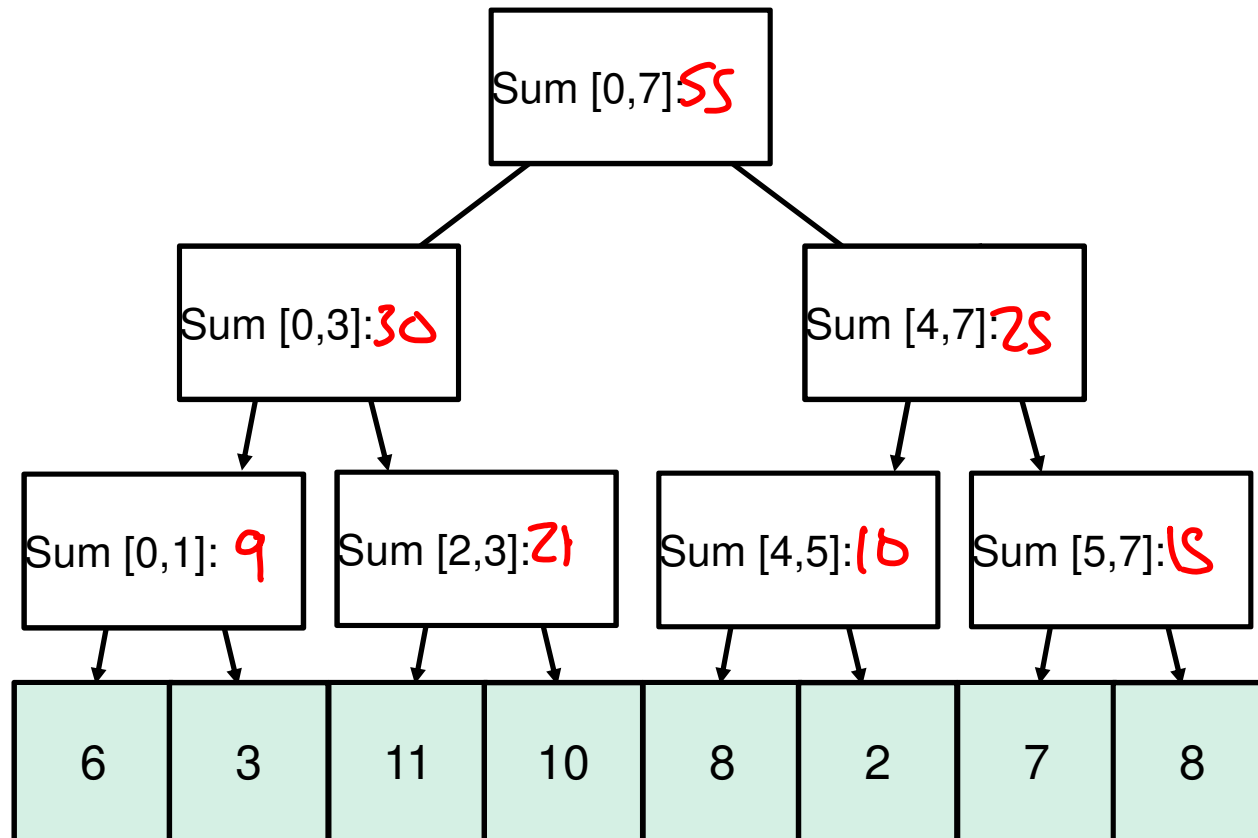 Sum [0,7]:55
Sum [0,3]:30
Sum [4,7]:25
Sum [0,1]: 9
Sum [2,3]:21
Sum [4,5]:10
Sum [5,7]:15
6 3 11 10 8 2 7 8